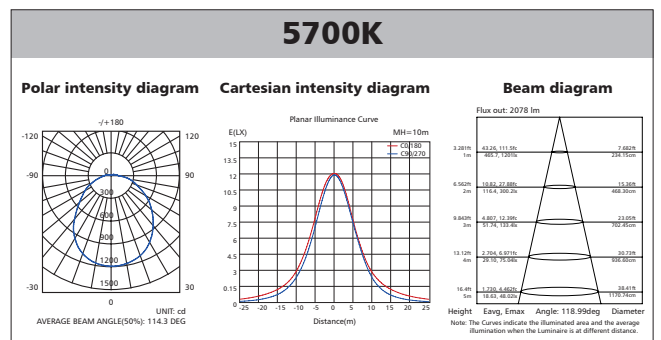 5700K
Polar intensity diagram
Cartesian intensity diagram
Beam diagram
-/+180
-120
120
-90
90
0
300
600
900
1200
1500
-30
30
0
UNIT: cd
AVERAGE BEAM ANGLE(50%): 114.3 DEG
Planar Illuminance Curve
E(LX)
MH=10m
C0/180
C90/270
15
13.5
12
10.5
9
7.5
6
4.5
3
0.15
0
-25 -20 -15 -10 -5 0 5 10 15 20 25 30
Distance(m)
Flux out: 2078 lm
3.281ft 43.26, 111.5fc 7.682ft
1m 465.7, 1201lx 234.15cm
6.562ft 10.82, 27.88fc 15.36ft
2m 116.4, 300.2lx 468.30cm
9.843ft 4.807, 12.39fc 23.05ft
3m 51.74, 133.4lx 702.45cm
13.12ft 2.704, 6.971fc 30.73ft
4m 29.10, 75.04lx 936.60cm
16.4ft 1.730, 4.462fc 38.41ft
5m 18.63, 48.02lx 1170.74cm
Height Eavg, Emax Angle: 118.99deg Diameter
Note: The Curves indicate the illuminated area and the average
illumination when the Luminaire is at different distance.